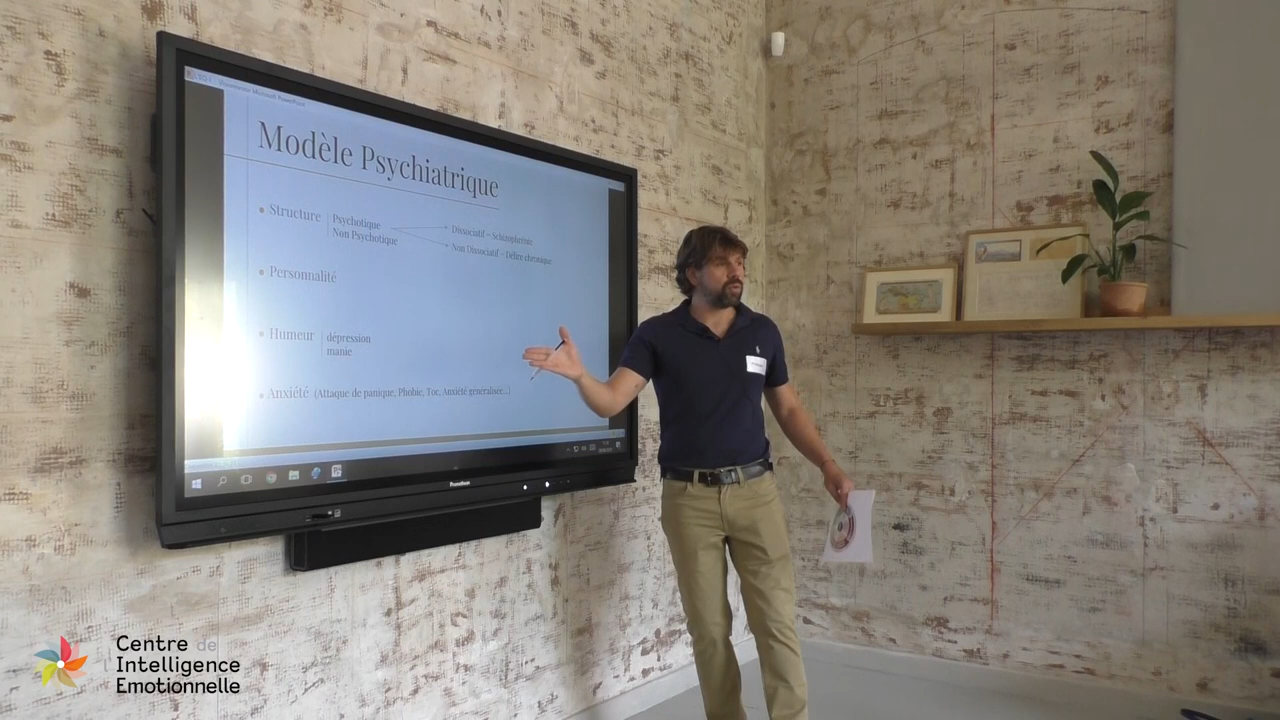 Modèle Psychiatrique
• Structure
Psychotique
Non Psychotique
Dissociatif – Schizophrénie
Non Dissociatif – Délire chronique
• Personnalité
• Humeur
dépression
manie
• Anxiété (Attaque de panique, Phobie, Toc, Anxiété généralisée...)
Promethean
Centre de
l'Intelligence
Emotionnelle